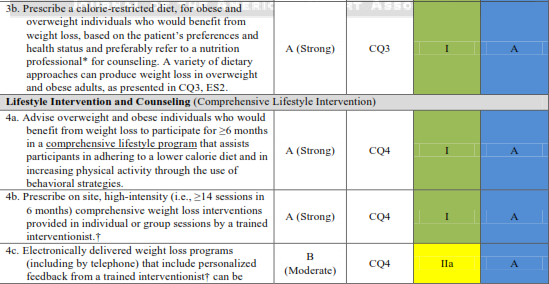 3b. Prescribe a calorie-restricted diet, for obese and
overweight individuals who would benefit from
weight loss, based on the patient's preferences and
health status and preferably refer to a nutrition
professional* for counseling. A variety of dietary
approaches can produce weight loss in overweight
and obese adults, as presented in CQ3, ES2.
A (Strong)
CQ3
I
A
Lifestyle Intervention and Counseling (Comprehensive Lifestyle Intervention)
4a. Advise overweight and obese individuals who would
benefit from weight loss to participate for ≥6 months
in a comprehensive lifestyle program that assists
participants in adhering to a lower calorie diet and in
increasing physical activity through the use of
behavioral strategies.
A (Strong)
CQ4
I
A
4b. Prescribe on site, high-intensity (i.e., ≥14 sessions in
6 months) comprehensive weight loss interventions
provided in individual or group sessions by a trained
interventionist.†
A (Strong)
CQ4
I
A
4c. Electronically delivered weight loss programs
(including by telephone) that include personalized
feedback from a trained interventionist† can be
B
(Moderate)
CQ4
IIa
A